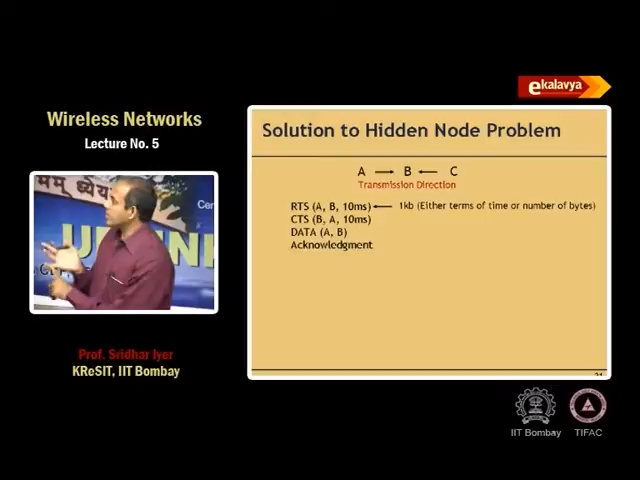 ekalavya
Wireless Networks
Lecture No. 5
Solution to Hidden Node Problem
A → B ← C
Transmission Direction
RTS (A, B, 10ms) ← 1kb (Either terms of time or number of bytes)
CTS (B, A, 10ms)
DATA (A, B)
Acknowledgment
Prof. Sridhar Iyer
KReSIT, IIT Bombay
IIT Bombay
TIFAC